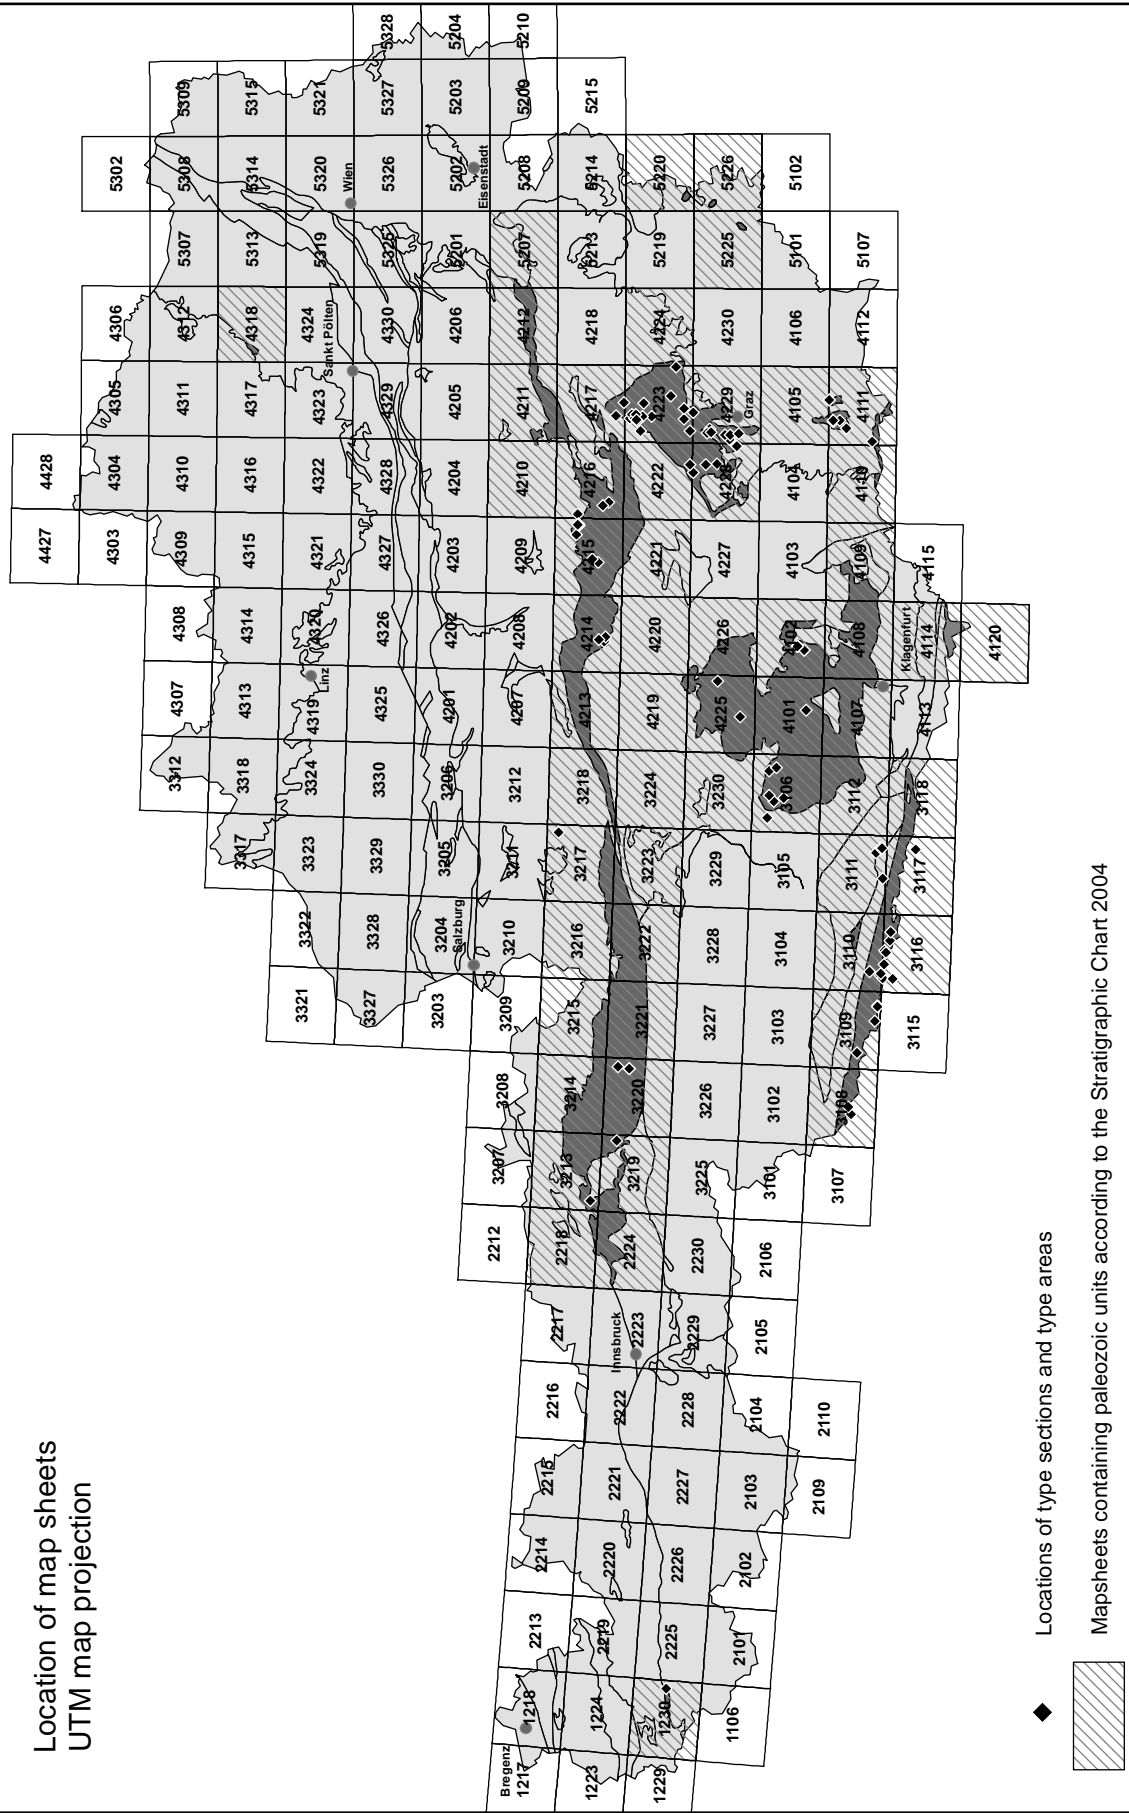 Location of map sheets
UTM map projection
4427 4428
4303 4304 4305 4306 5302
3312 4307 4308 4309 4310 4311 4312 5307 5308 5309
3317 3318 4313 4314 4315 4316 4317 4318 5313 5314 5315
3321 3322 3323 3324 4319 4320 4321 4322 4323 4324 5319 5320 5321
Linz
Sankt Pölten
Wien
3327 3328 3329 3330 4325 4326 4327 4328 4329 4330 5325 5326 5327 5328
3203 3204 3205 3206 4201 4202 4203 4204 4205 4206 5201 5202 5203 5204
Salzburg
Eisenstadt
2212 3207 3208 3209 3210 3211 3212 4207 4208 4209 4210 4211 4212 5207 5208 5209 5210
Bregenz
1217 1218 2213 2214 2215 2216 2217 2218 3213 3214 3215 3216 3217 3218 4213 4214 4215 4216 4217 4218 5213 5214 5215
1223 1224 2219 2220 2221 2222 2223 2224 3219 3220 3221 3222 3223 3224 4219 4220 4221 4222 4223 4224 5219 5220
Innsbruck
1229 1230 2225 2226 2227 2228 2229 2230 3225 3226 3227 3228 3229 3230 4225 4226 4227 4228 4229 4230 5225 5226
Graz
1106 2101 2102 2103 2104 2105 2106 3101 3102 3103 3104 3105 3106 4101 4102 4103 4104 4105 4106 5101 5102
2109 2110 3107 3108 3109 3110 3111 3112 4107 4108 4109 4110 4111 4112 5107
Klagenfurt
3115 3116 3117 3118 4113 4114 4115
4120
Locations of type sections and type areas
Mapsheets containing paleozoic units according to the Stratigraphic Chart 2004